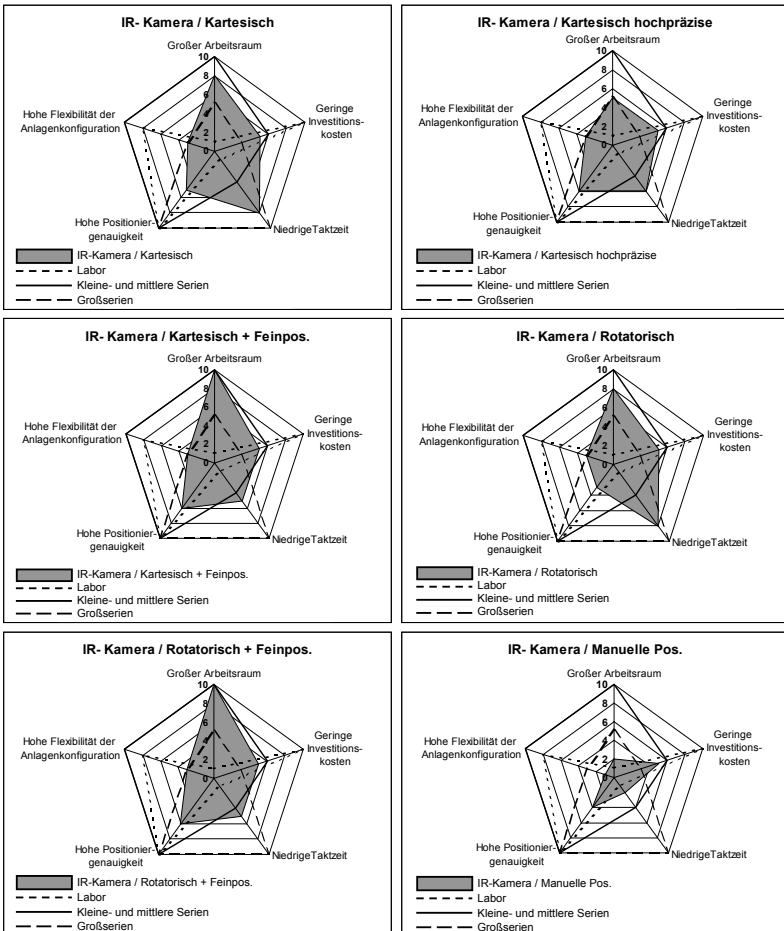 IR- Kamera / Kartesisch
Großer Arbeitsraum
10
8
6
4
2
0
Geringe
Investitions-
kosten
Hohe Flexibilität der
Anlagenkonfiguration
Hohe Positionier-
genauigkeit
NiedrigeTaktzeit
IR-Kamera / Kartesisch
Labor
Kleine- und mittlere Serien
Großserien
IR- Kamera / Kartesisch hochpräzise
Großer Arbeitsraum
10
8
6
4
2
0
Geringe
Investitions-
kosten
Hohe Flexibilität der
Anlagenkonfiguration
Hohe Positionier-
genauigkeit
NiedrigeTaktzeit
IR-Kamera / Kartesisch hochpräzise
Labor
Kleine- und mittlere Serien
Großserien
IR- Kamera / Kartesisch + Feinpos.
Großer Arbeitsraum
10
8
6
4
2
0
Geringe
Investitions-
kosten
Hohe Flexibilität der
Anlagenkonfiguration
Hohe Positionier-
genauigkeit
NiedrigeTaktzeit
IR-Kamera / Kartesisch + Feinpos.
Labor
Kleine- und mittlere Serien
Großserien
IR- Kamera / Rotatorisch
Großer Arbeitsraum
10
8
6
4
2
0
Geringe
Investitions-
kosten
Hohe Flexibilität der
Anlagenkonfiguration
Hohe Positionier-
genauigkeit
NiedrigeTaktzeit
IR-Kamera / Rotatorisch
Labor
Kleine- und mittlere Serien
Großserien
IR- Kamera / Rotatorisch + Feinpos.
Großer Arbeitsraum
10
8
6
4
2
0
Geringe
Investitions-
kosten
Hohe Flexibilität der
Anlagenkonfiguration
Hohe Positionier-
genauigkeit
NiedrigeTaktzeit
IR-Kamera / Rotatorisch + Feinpos.
Labor
Kleine- und mittlere Serien
Großserien
IR- Kamera / Manuelle Pos.
Großer Arbeitsraum
10
8
6
4
2
0
Geringe
Investitions-
kosten
Hohe Flexibilität der
Anlagenkonfiguration
Hohe Positionier-
genauigkeit
NiedrigeTaktzeit
IR-Kamera / Manuelle Pos.
Labor
Kleine- und mittlere Serien
Großserien